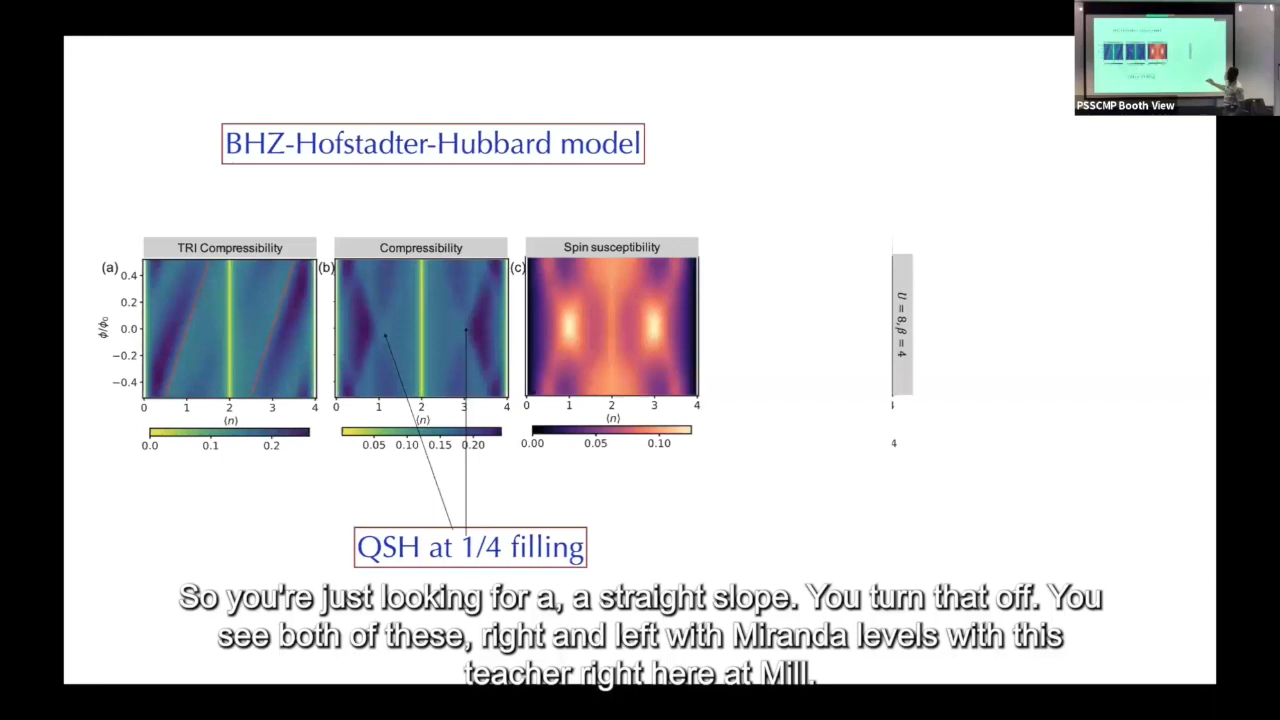 PSSCMP Booth View
BHZ-Hofstadter-Hubbard model
TRI Compressibility
Compressibility
Spin susceptibility
(a)
(b)
(c)
0.4
0.2
0.0
−0.2
−0.4
ϕ/ϕ₀
0 1 2 3 4
0 1 2 3 4
0 1 2 3 4
⟨n⟩
⟨n⟩
⟨n⟩
0.0 0.1 0.2
0.05 0.10 0.15 0.20
0.00 0.05 0.10
U = 8, β = 4
4
QSH at 1/4 filling
So you're just looking for a, a straight slope. You turn that off. You
see both of these, right and left with Miranda levels with this
teacher right here at Mill.